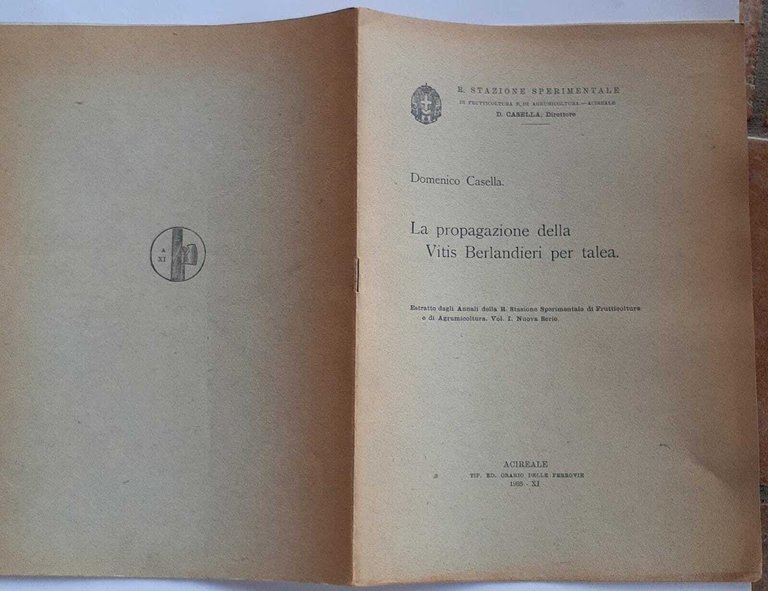 A
XI
R. STAZIONE SPERIMENTALE
DI FRUTTICOLTURA E DI AGRUMICOLTURA — ACIREALE
D. CASELLA, Direttore
Domenico Casella.
La propagazione della
Vitis Berlandieri per talea.
Estratto dagli Annali della R. Stazione Sperimentale di Frutticoltura
e di Agrumicoltura. Vol. I. Nuova Serie.
ACIREALE
TIP. ED. ORARIO DELLE FERROVIE
1933 - XI